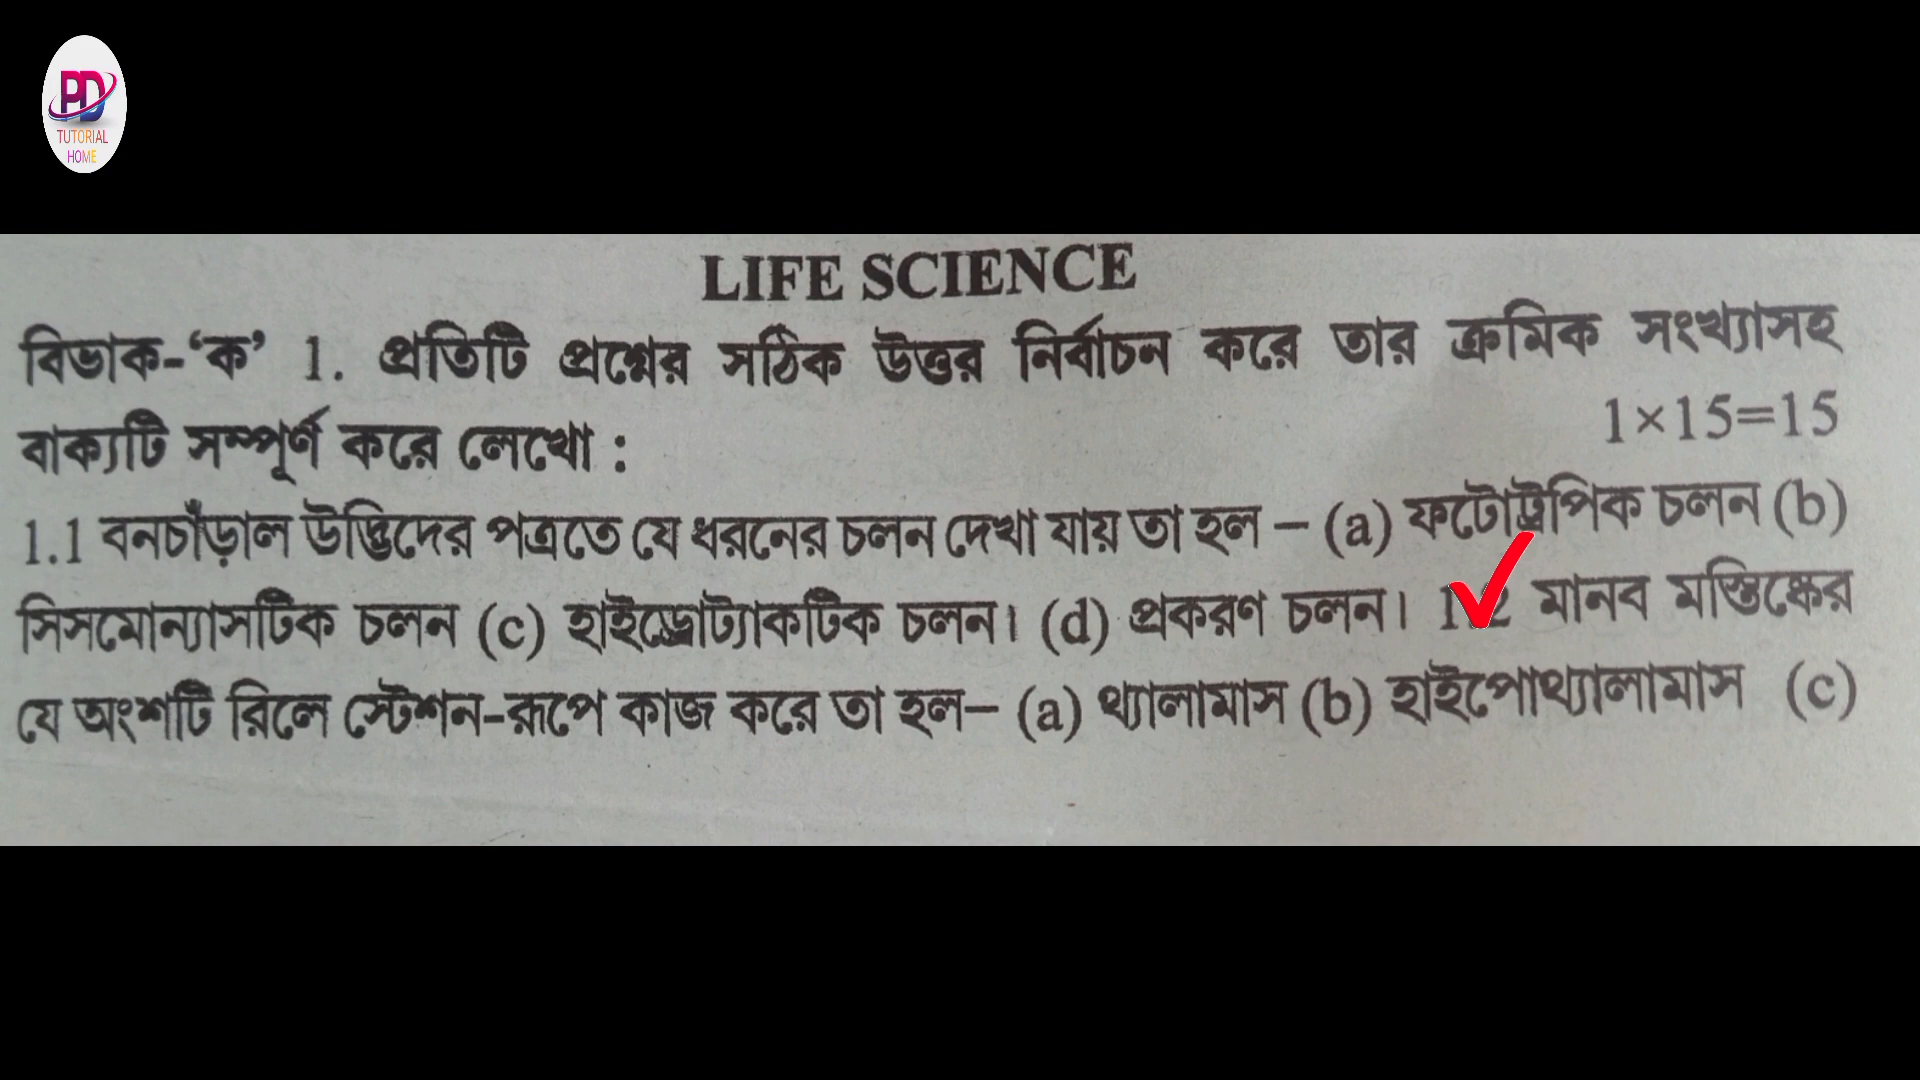 PD
TUTORIAL
HOME
LIFE SCIENCE
বিভাক-‘ক’ 1. প্রতিটি প্রশ্নের সঠিক উত্তর নির্বাচন করে তার ক্রমিক সংখ্যাসহ
বাক্যটি সম্পূর্ণ করে লেখো : 1×15=15
1.1 বনচাঁড়াল উদ্ভিদের পত্রতে যে ধরনের চলন দেখা যায় তা হল – (a) ফটোট্রপিক চলন (b)
সিসমোন্যাসটিক চলন (c) হাইড্রোট্যাকটিক চলন। (d) প্রকরণ চলন। 1.2 মানব মস্তিষ্কের
যে অংশটি রিলে স্টেশন-রূপে কাজ করে তা হল– (a) থ্যালামাস (b) হাইপোথ্যালামাস (c)